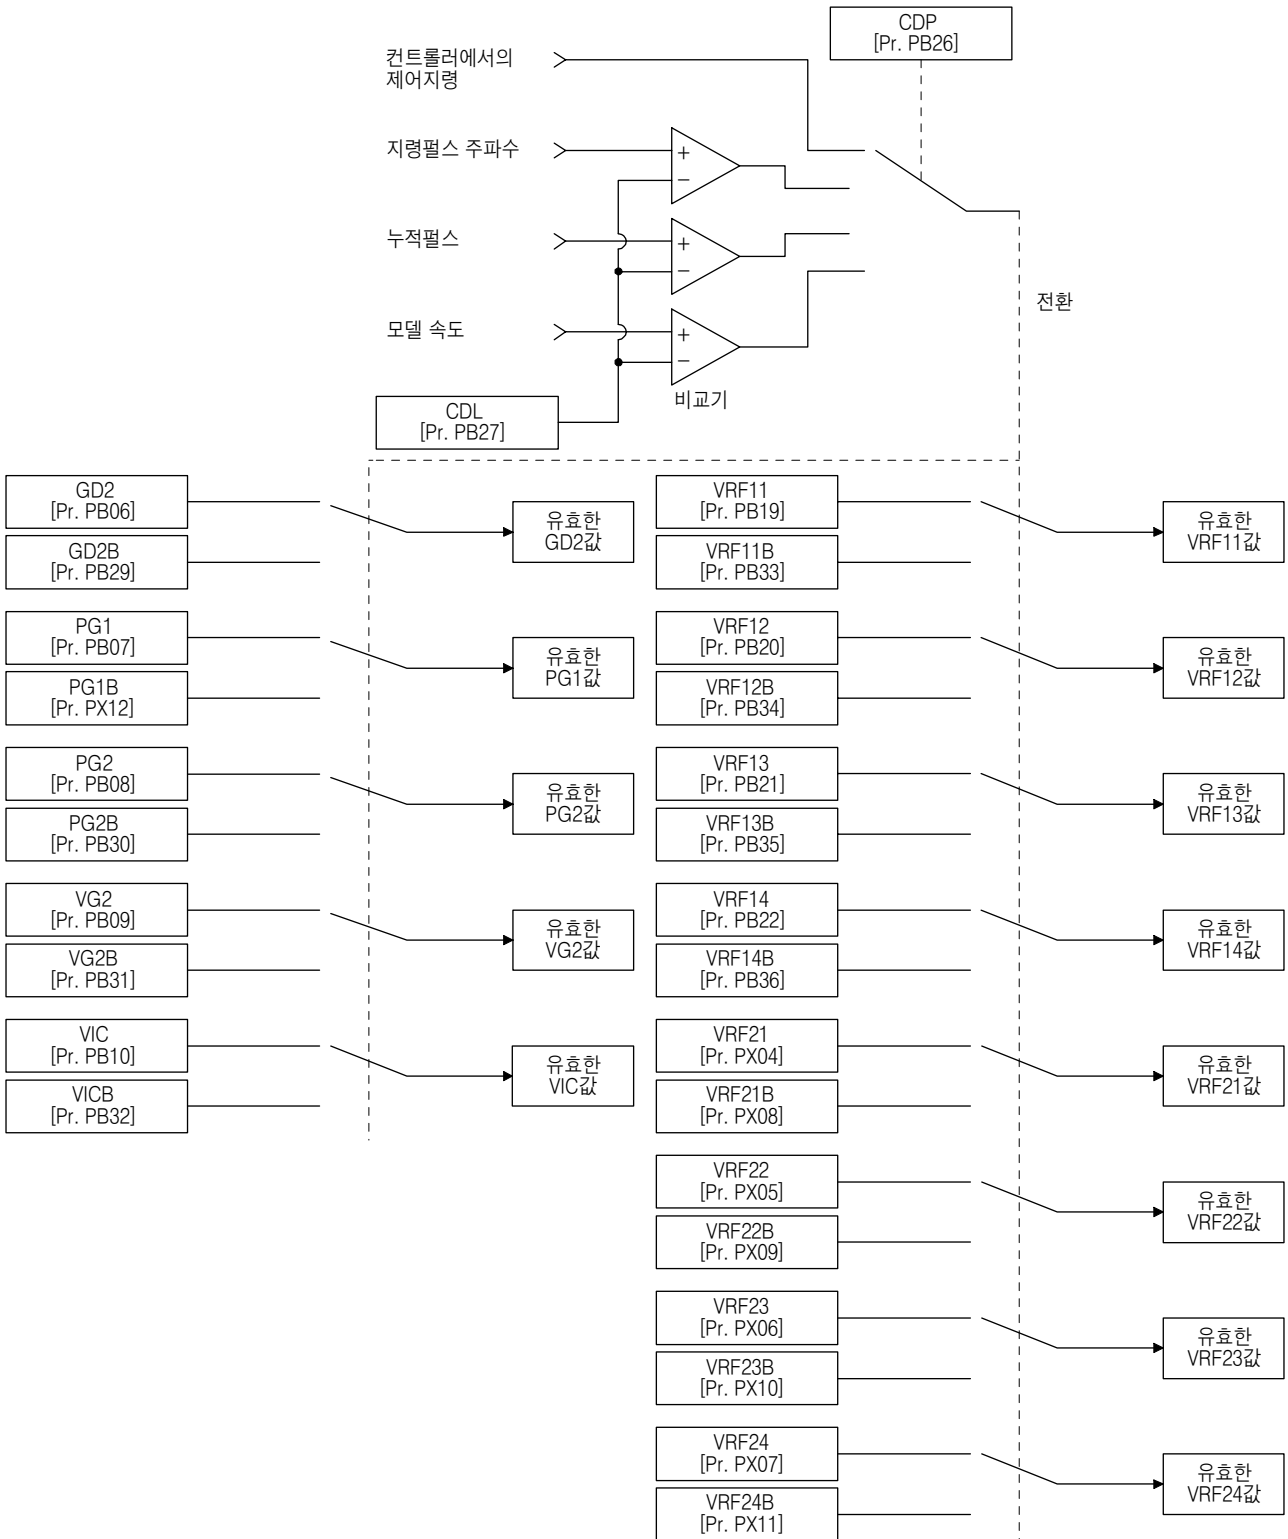 CDP
[Pr. PB26]
컨트롤러에서의
제어지령
지령펄스 주파수
+
−
누적펄스
+
−
전환
모델 속도
+
−
비교기
CDL
[Pr. PB27]
GD2
[Pr. PB06]
GD2B
[Pr. PB29]
유효한
GD2값
PG1
[Pr. PB07]
PG1B
[Pr. PX12]
유효한
PG1값
PG2
[Pr. PB08]
PG2B
[Pr. PB30]
유효한
PG2값
VG2
[Pr. PB09]
VG2B
[Pr. PB31]
유효한
VG2값
VIC
[Pr. PB10]
VICB
[Pr. PB32]
유효한
VIC값
VRF11
[Pr. PB19]
VRF11B
[Pr. PB33]
유효한
VRF11값
VRF12
[Pr. PB20]
VRF12B
[Pr. PB34]
유효한
VRF12값
VRF13
[Pr. PB21]
VRF13B
[Pr. PB35]
유효한
VRF13값
VRF14
[Pr. PB22]
VRF14B
[Pr. PB36]
유효한
VRF14값
VRF21
[Pr. PX04]
VRF21B
[Pr. PX08]
유효한
VRF21값
VRF22
[Pr. PX05]
VRF22B
[Pr. PX09]
유효한
VRF22값
VRF23
[Pr. PX06]
VRF23B
[Pr. PX10]
유효한
VRF23값
VRF24
[Pr. PX07]
VRF24B
[Pr. PX11]
유효한
VRF24값